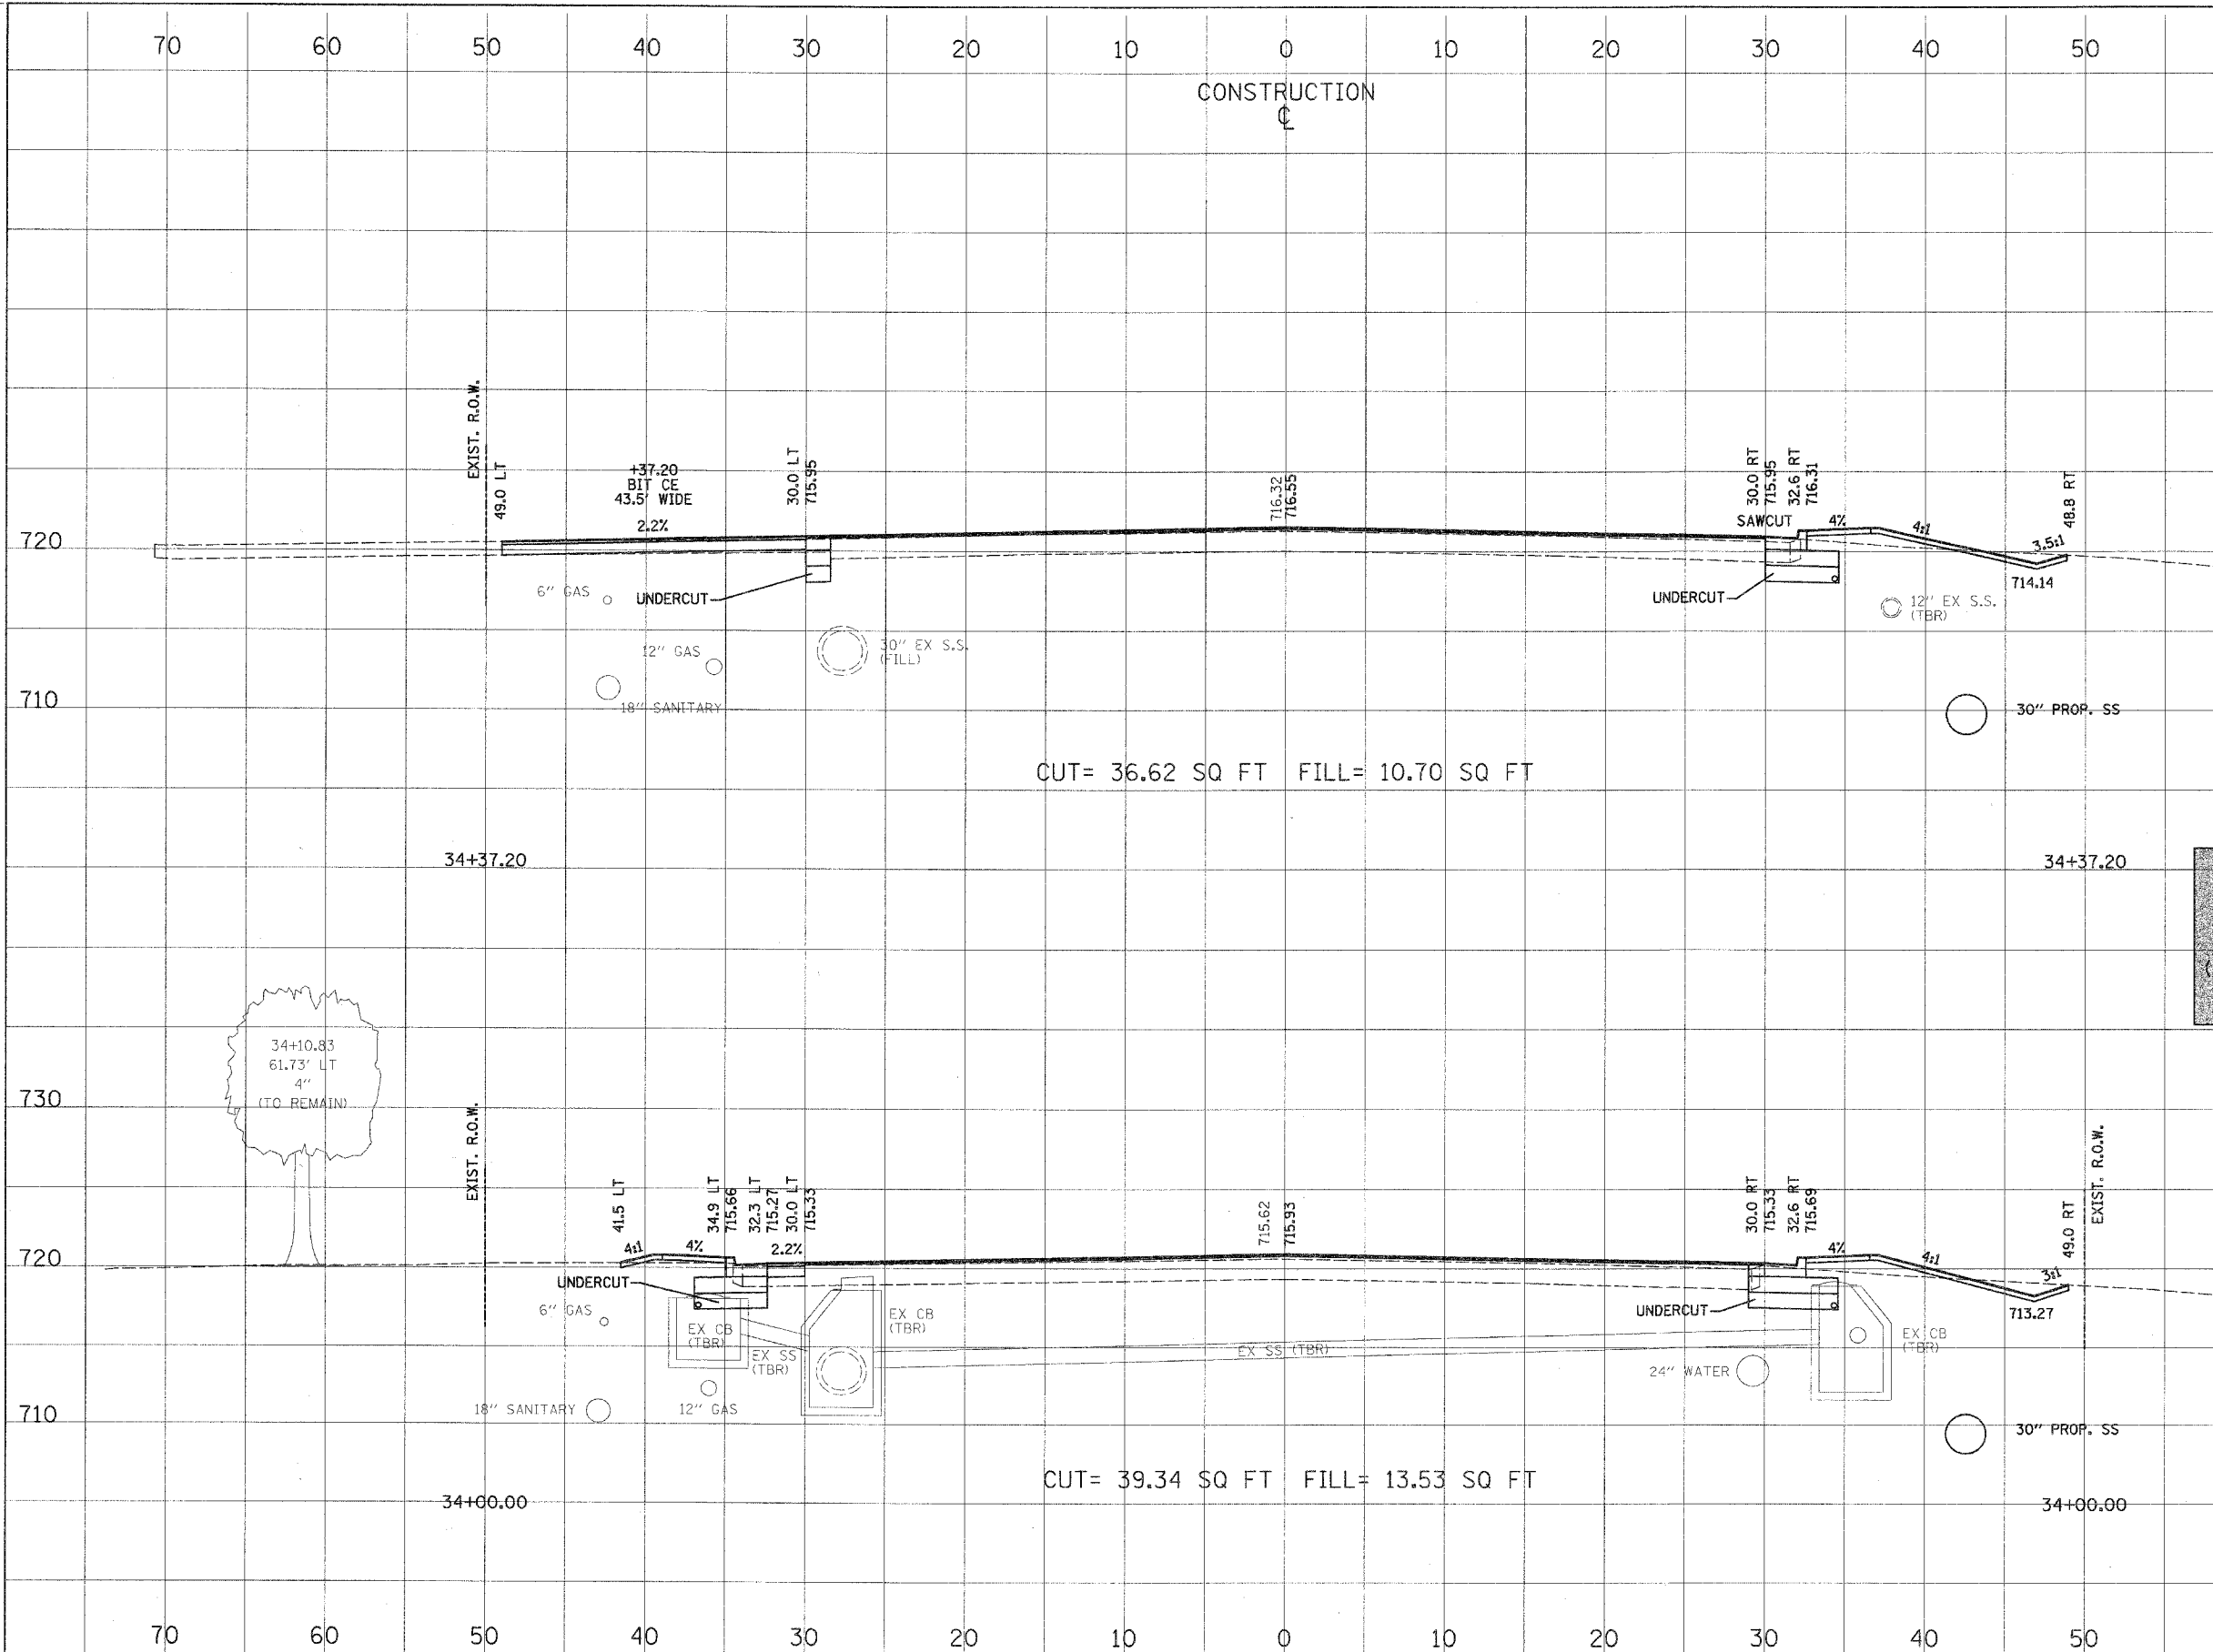 70 60 50 40 30 20 10 0 10 20 30 40 50
CONSTRUCTION
℄
EXIST. R.O.W.
49.0 LT
+37.20
BIT CE
43.5' WIDE
2.2%
30.0 LT
715.95
716.32
716.55
30.0 RT
715.95
32.6 RT
716.31
SAWCUT
4%
4:1
3.5:1
48.8 RT
720
714.14
6" GAS
UNDERCUT
UNDERCUT
12" EX S.S.
(TBR)
12" GAS
30" EX S.S.
(FILL)
18" SANITARY
710
30" PROP. SS
CUT= 36.62 SQ FT FILL= 10.70 SQ FT
34+37.20
34+37.20
34+10.83
61.73' LT
4"
(TO REMAIN)
730
EXIST. R.O.W.
41.5 LT
34.9 LT
715.66
32.3 LT
715.27
30.0 LT
715.33
715.62
715.93
30.0 RT
715.33
32.6 RT
715.69
49.0 RT
EXIST. R.O.W.
4:1
4%
2.2%
4%
4:1
3:1
720
UNDERCUT
6" GAS
EX CB
(TBR)
EX SS
(TBR)
EX CB
(TBR)
EX SS (TBR)
UNDERCUT
713.27
EX CB
(TBR)
24" WATER
18" SANITARY
12" GAS
710
30" PROP. SS
CUT= 39.34 SQ FT FILL= 13.53 SQ FT
34+00.00
34+00.00
70 60 50 40 30 20 10 0 10 20 30 40 50